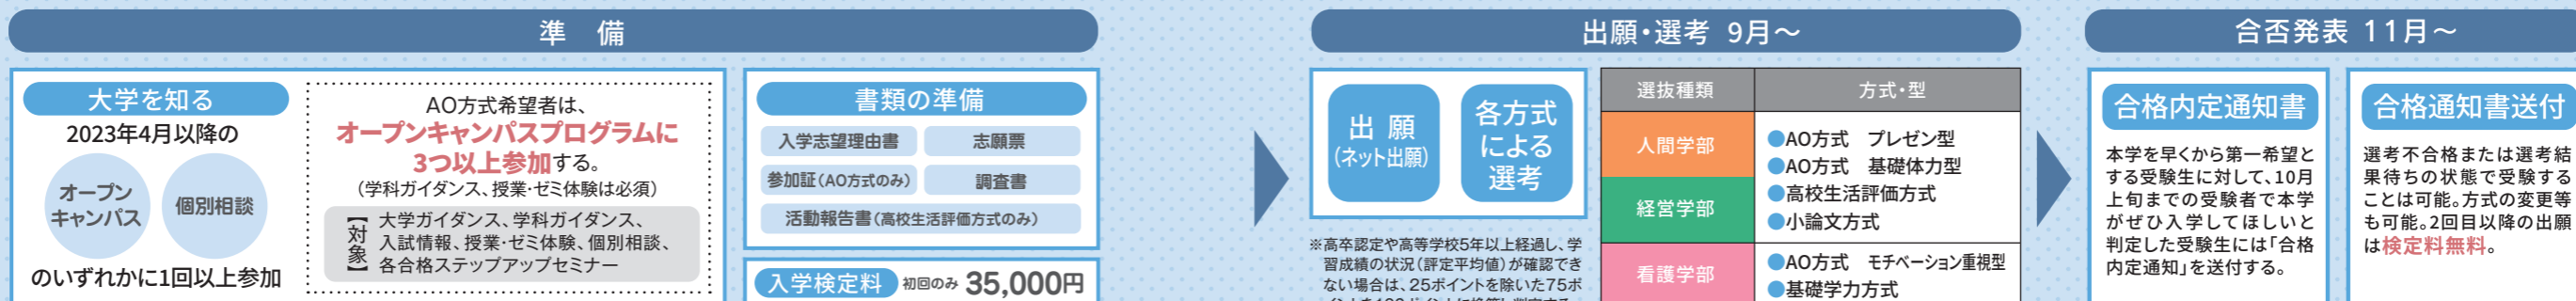 準 備
大学を知る
2023年4月以降の
オープン
キャンパス
個別相談
のいずれかに1回以上参加
AO方式希望者は、
オープンキャンパスプログラムに
3つ以上参加する。
（学科ガイダンス、授業・ゼミ体験は必須）
【対象】
大学ガイダンス、学科ガイダンス、
入試情報、授業・ゼミ体験、個別相談、
各合格ステップアップセミナー
書類の準備
入学志望理由書
志願票
参加証（AO方式のみ）
調査書
活動報告書（高校生活評価方式のみ）
入学検定料 初回のみ 35,000円
出願・選考 9月～
出 願
（ネット出願）
各方式
による
選考
※高卒認定や高等学校5年以上経過し、学
習成績の状況（評定平均値）が確認でき
ない場合は、25ポイントを除いた75ポ
選抜種類
方式・型
人間学部
経営学部
●AO方式 プレゼン型
●AO方式 基礎体力型
●高校生活評価方式
●小論文方式
看護学部
●AO方式 モチベーション重視型
●基礎学力方式
合否発表 11月～
合格内定通知書
本学を早くから第一希望と
する受験生に対して、10月
上旬までの受験者で本学
がぜひ入学してほしいと
判定した受験生には「合格
内定通知」を送付する。
合格通知書送付
選考不合格または選考結
果待ちの状態で受験する
ことは可能。方式の変更等
も可能。2回目以降の出願
は検定料無料。